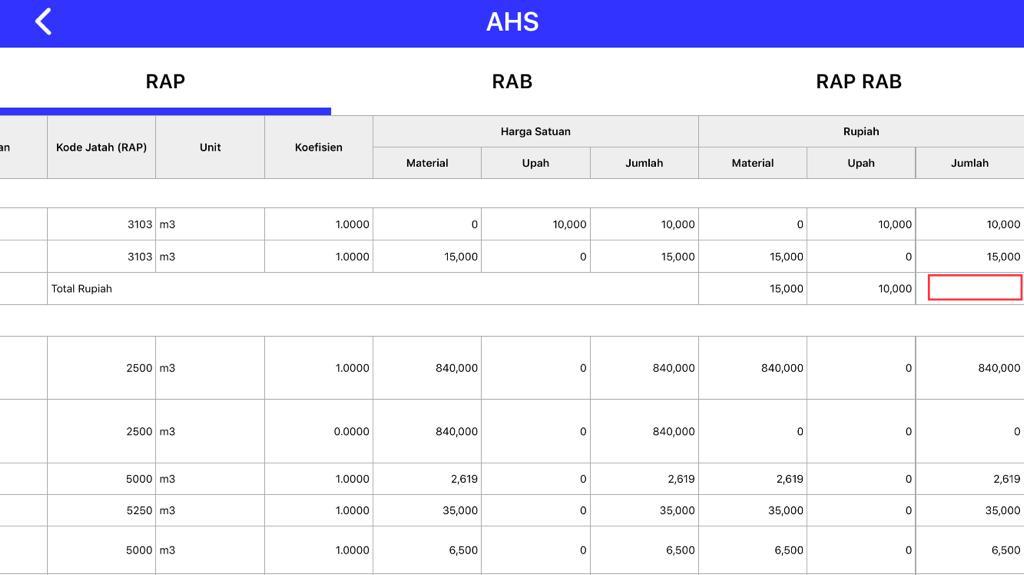 AHS
RAP RAB RAP RAB
an Kode Jatah (RAP) Unit Koefisien Harga Satuan Rupiah
Material Upah Jumlah Material Upah Jumlah
3103 m3 1.0000 0 10,000 10,000 0 10,000 10,000
3103 m3 1.0000 15,000 0 15,000 15,000 0 15,000
Total Rupiah 15,000 10,000
2500 m3 1.0000 840,000 0 840,000 840,000 0 840,000
2500 m3 0.0000 840,000 0 840,000 0 0 0
5000 m3 1.0000 2,619 0 2,619 2,619 0 2,619
5250 m3 1.0000 35,000 0 35,000 35,000 0 35,000
5000 m3 1.0000 6,500 0 6,500 6,500 0 6,500